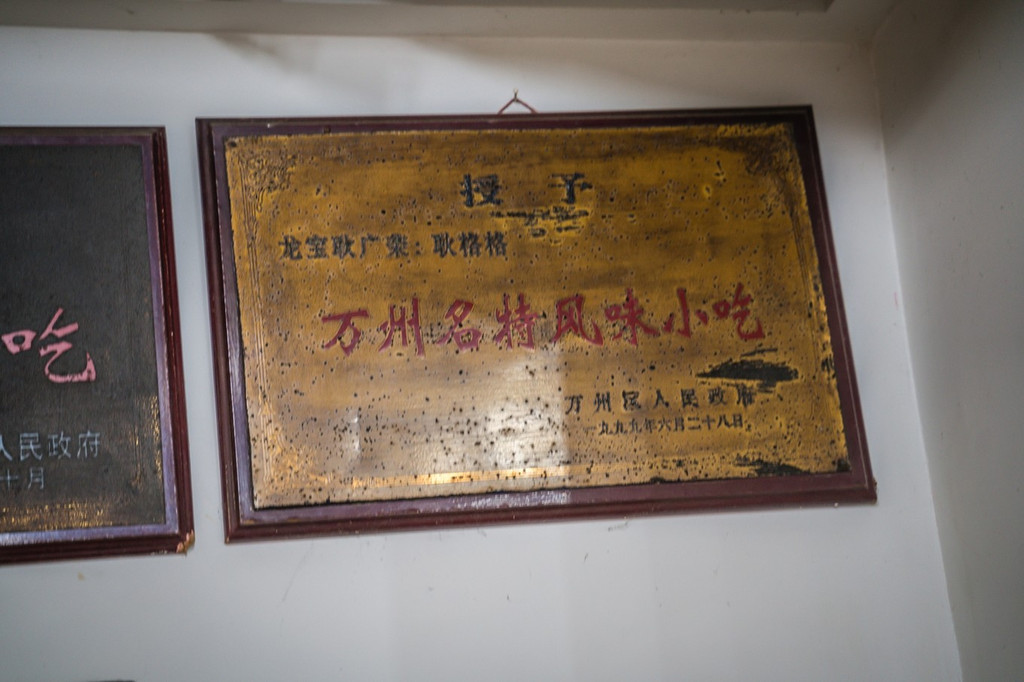 授予
龙宝耿广荣：耿格格
万州名特风味小吃
万州区人民政府
一九九九年六月二十八日
吃
人民政府
十月